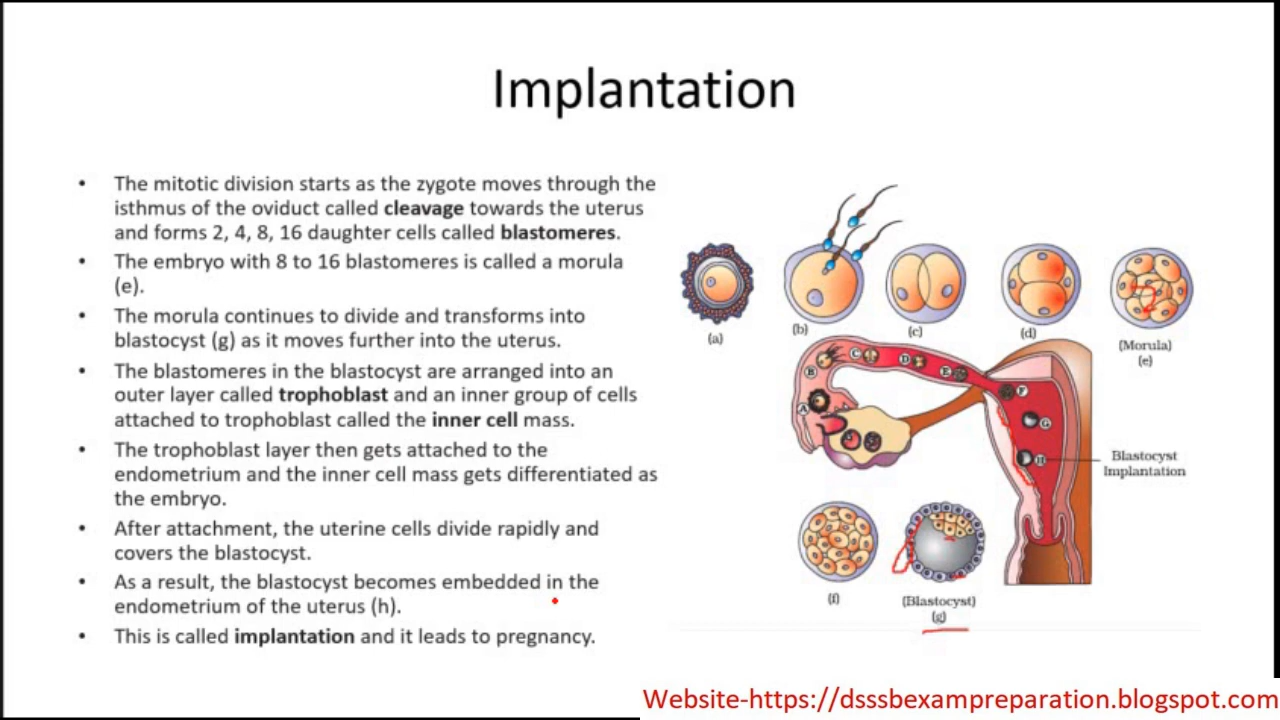 Implantation
• The mitotic division starts as the zygote moves through the
isthmus of the oviduct called cleavage towards the uterus
and forms 2, 4, 8, 16 daughter cells called blastomeres.
• The embryo with 8 to 16 blastomeres is called a morula
(e).
• The morula continues to divide and transforms into
blastocyst (g) as it moves further into the uterus.
• The blastomeres in the blastocyst are arranged into an
outer layer called trophoblast and an inner group of cells
attached to trophoblast called the inner cell mass.
• The trophoblast layer then gets attached to the
endometrium and the inner cell mass gets differentiated as
the embryo.
• After attachment, the uterine cells divide rapidly and
covers the blastocyst.
• As a result, the blastocyst becomes embedded in the
endometrium of the uterus (h).
• This is called implantation and it leads to pregnancy.
(a)
(b)
(c)
(d)
(Morula)
(e)
A
B
C
D
E
F
G
H
Blastocyst
Implantation
(f)
(Blastocyst)
(g)
Website-https://dsssbexampreparation.blogspot.com